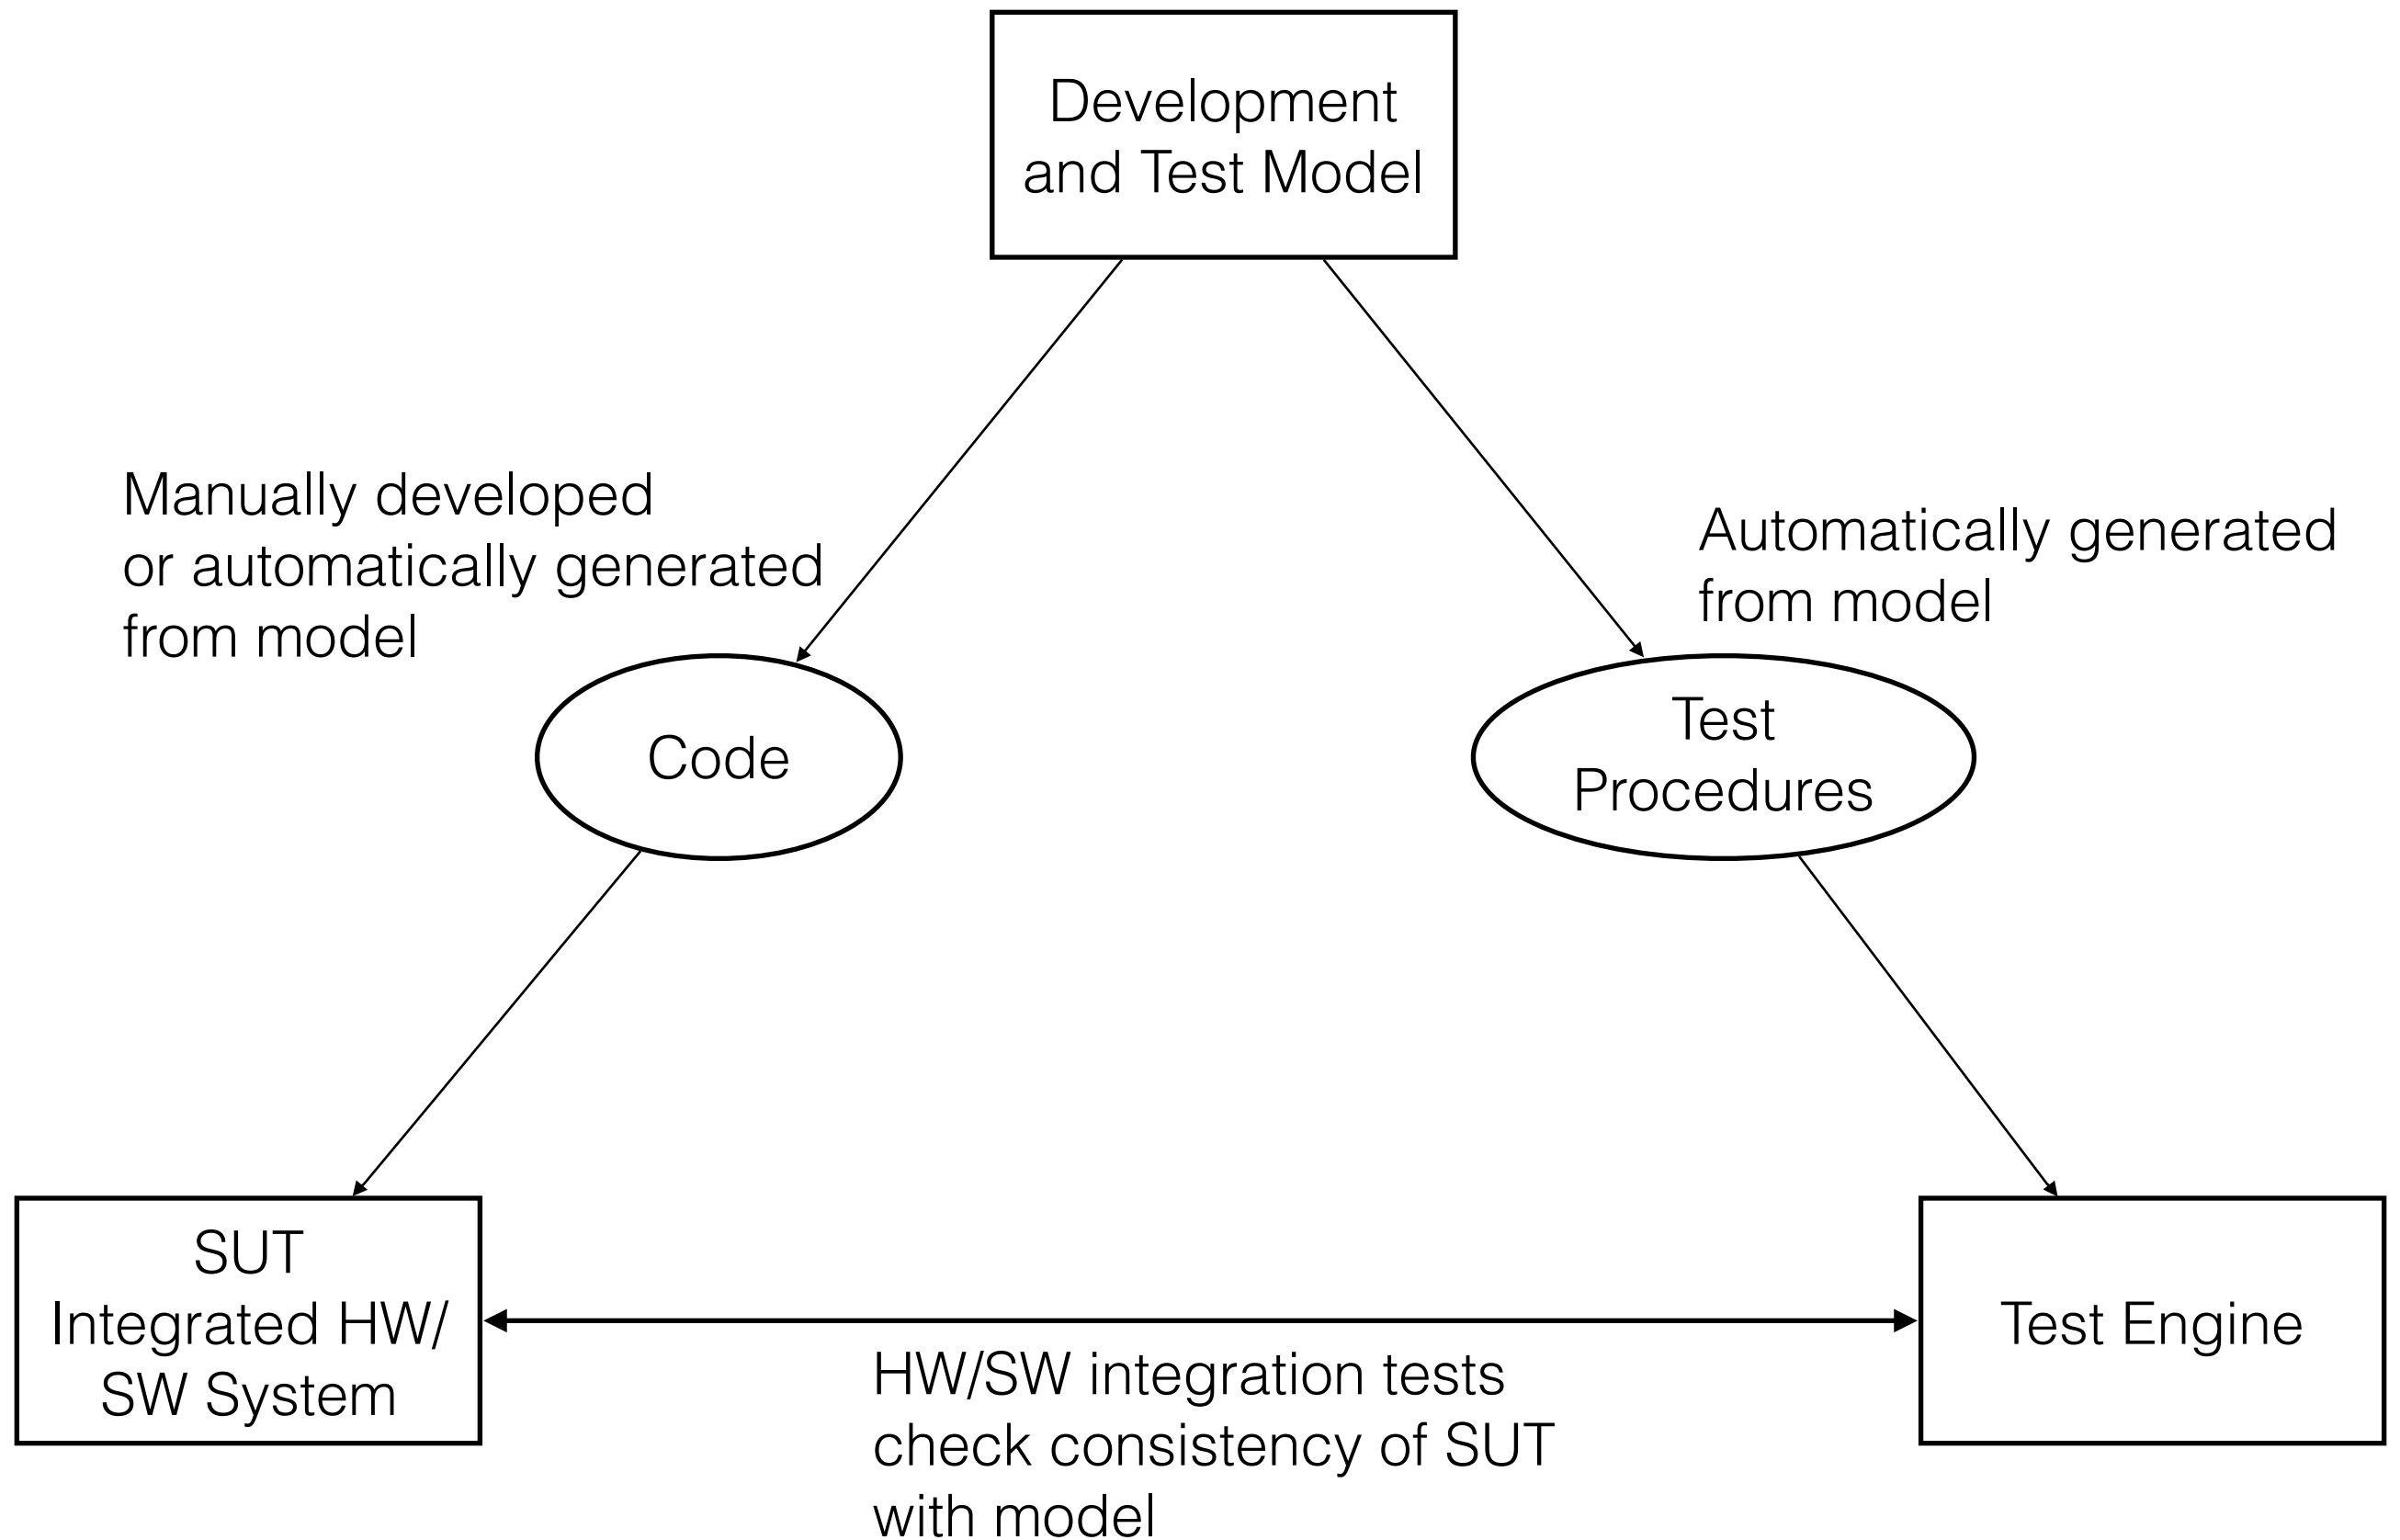 Development
and Test Model
Manually developed
or automatically generated
from model
Automatically generated
from model
Code
Test
Procedures
SUT
Integrated HW/
SW System
HW/SW integration tests
check consistency of SUT
with model
Test Engine